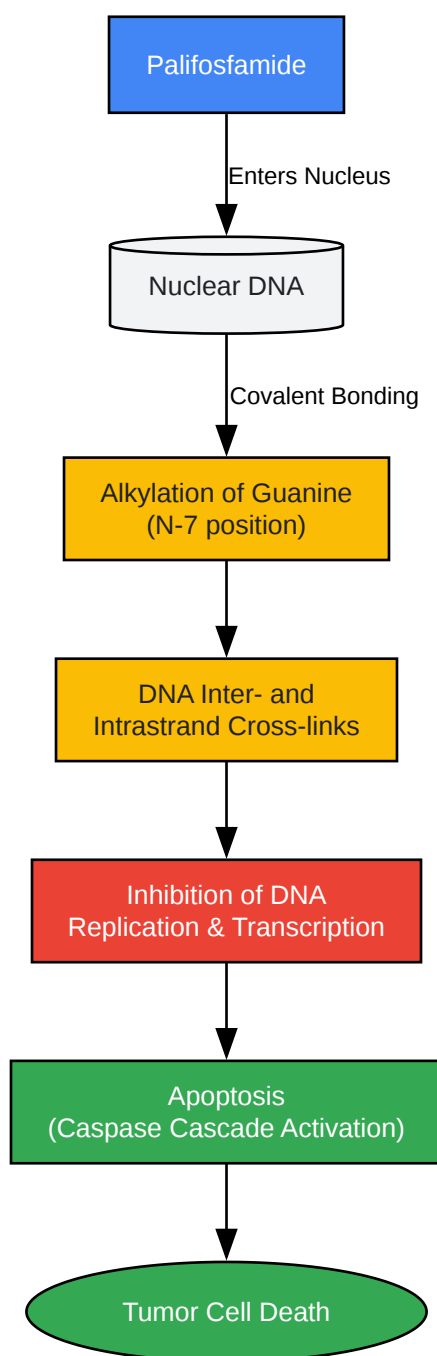 Palifosfamide
Enters Nucleus
Nuclear DNA
Covalent Bonding
Alkylation of Guanine
(N-7 position)
DNA Inter- and
Intrastrand Cross-links
Inhibition of DNA
Replication & Transcription
Apoptosis
(Caspase Cascade Activation)
Tumor Cell Death